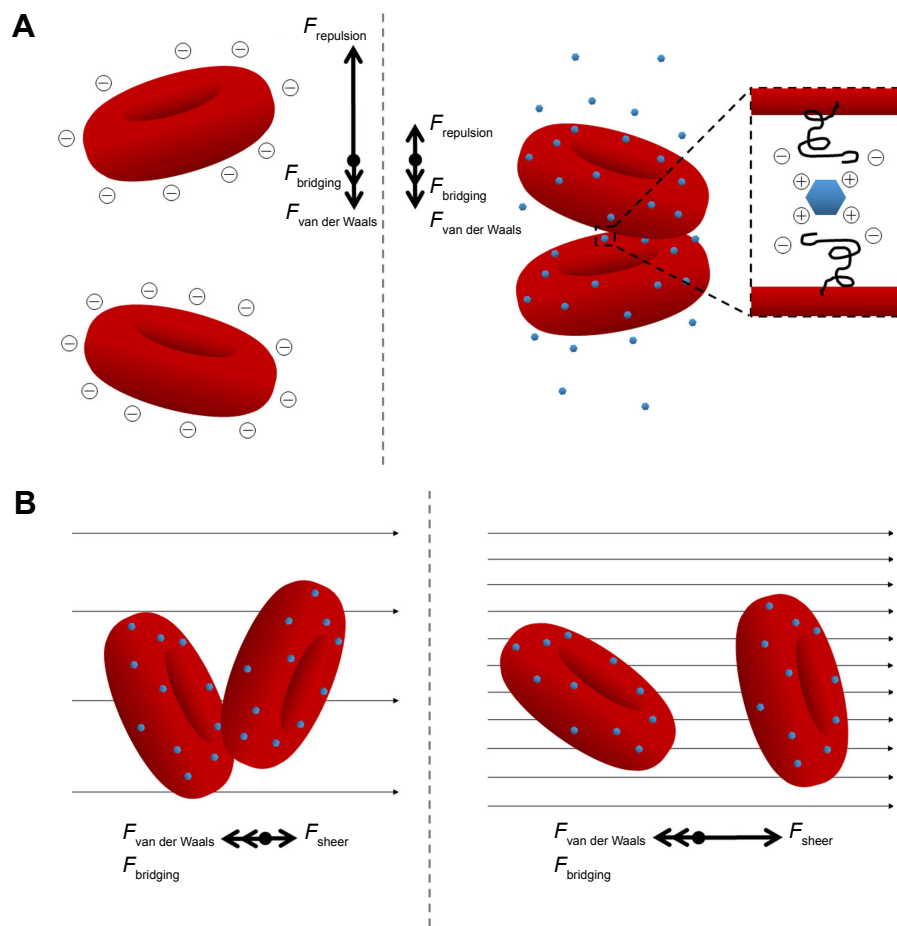 A
F repulsion
F bridging
F van der Waals
F repulsion
F bridging
F van der Waals
B
F van der Waals
F bridging
F sheer
F van der Waals
F bridging
F sheer